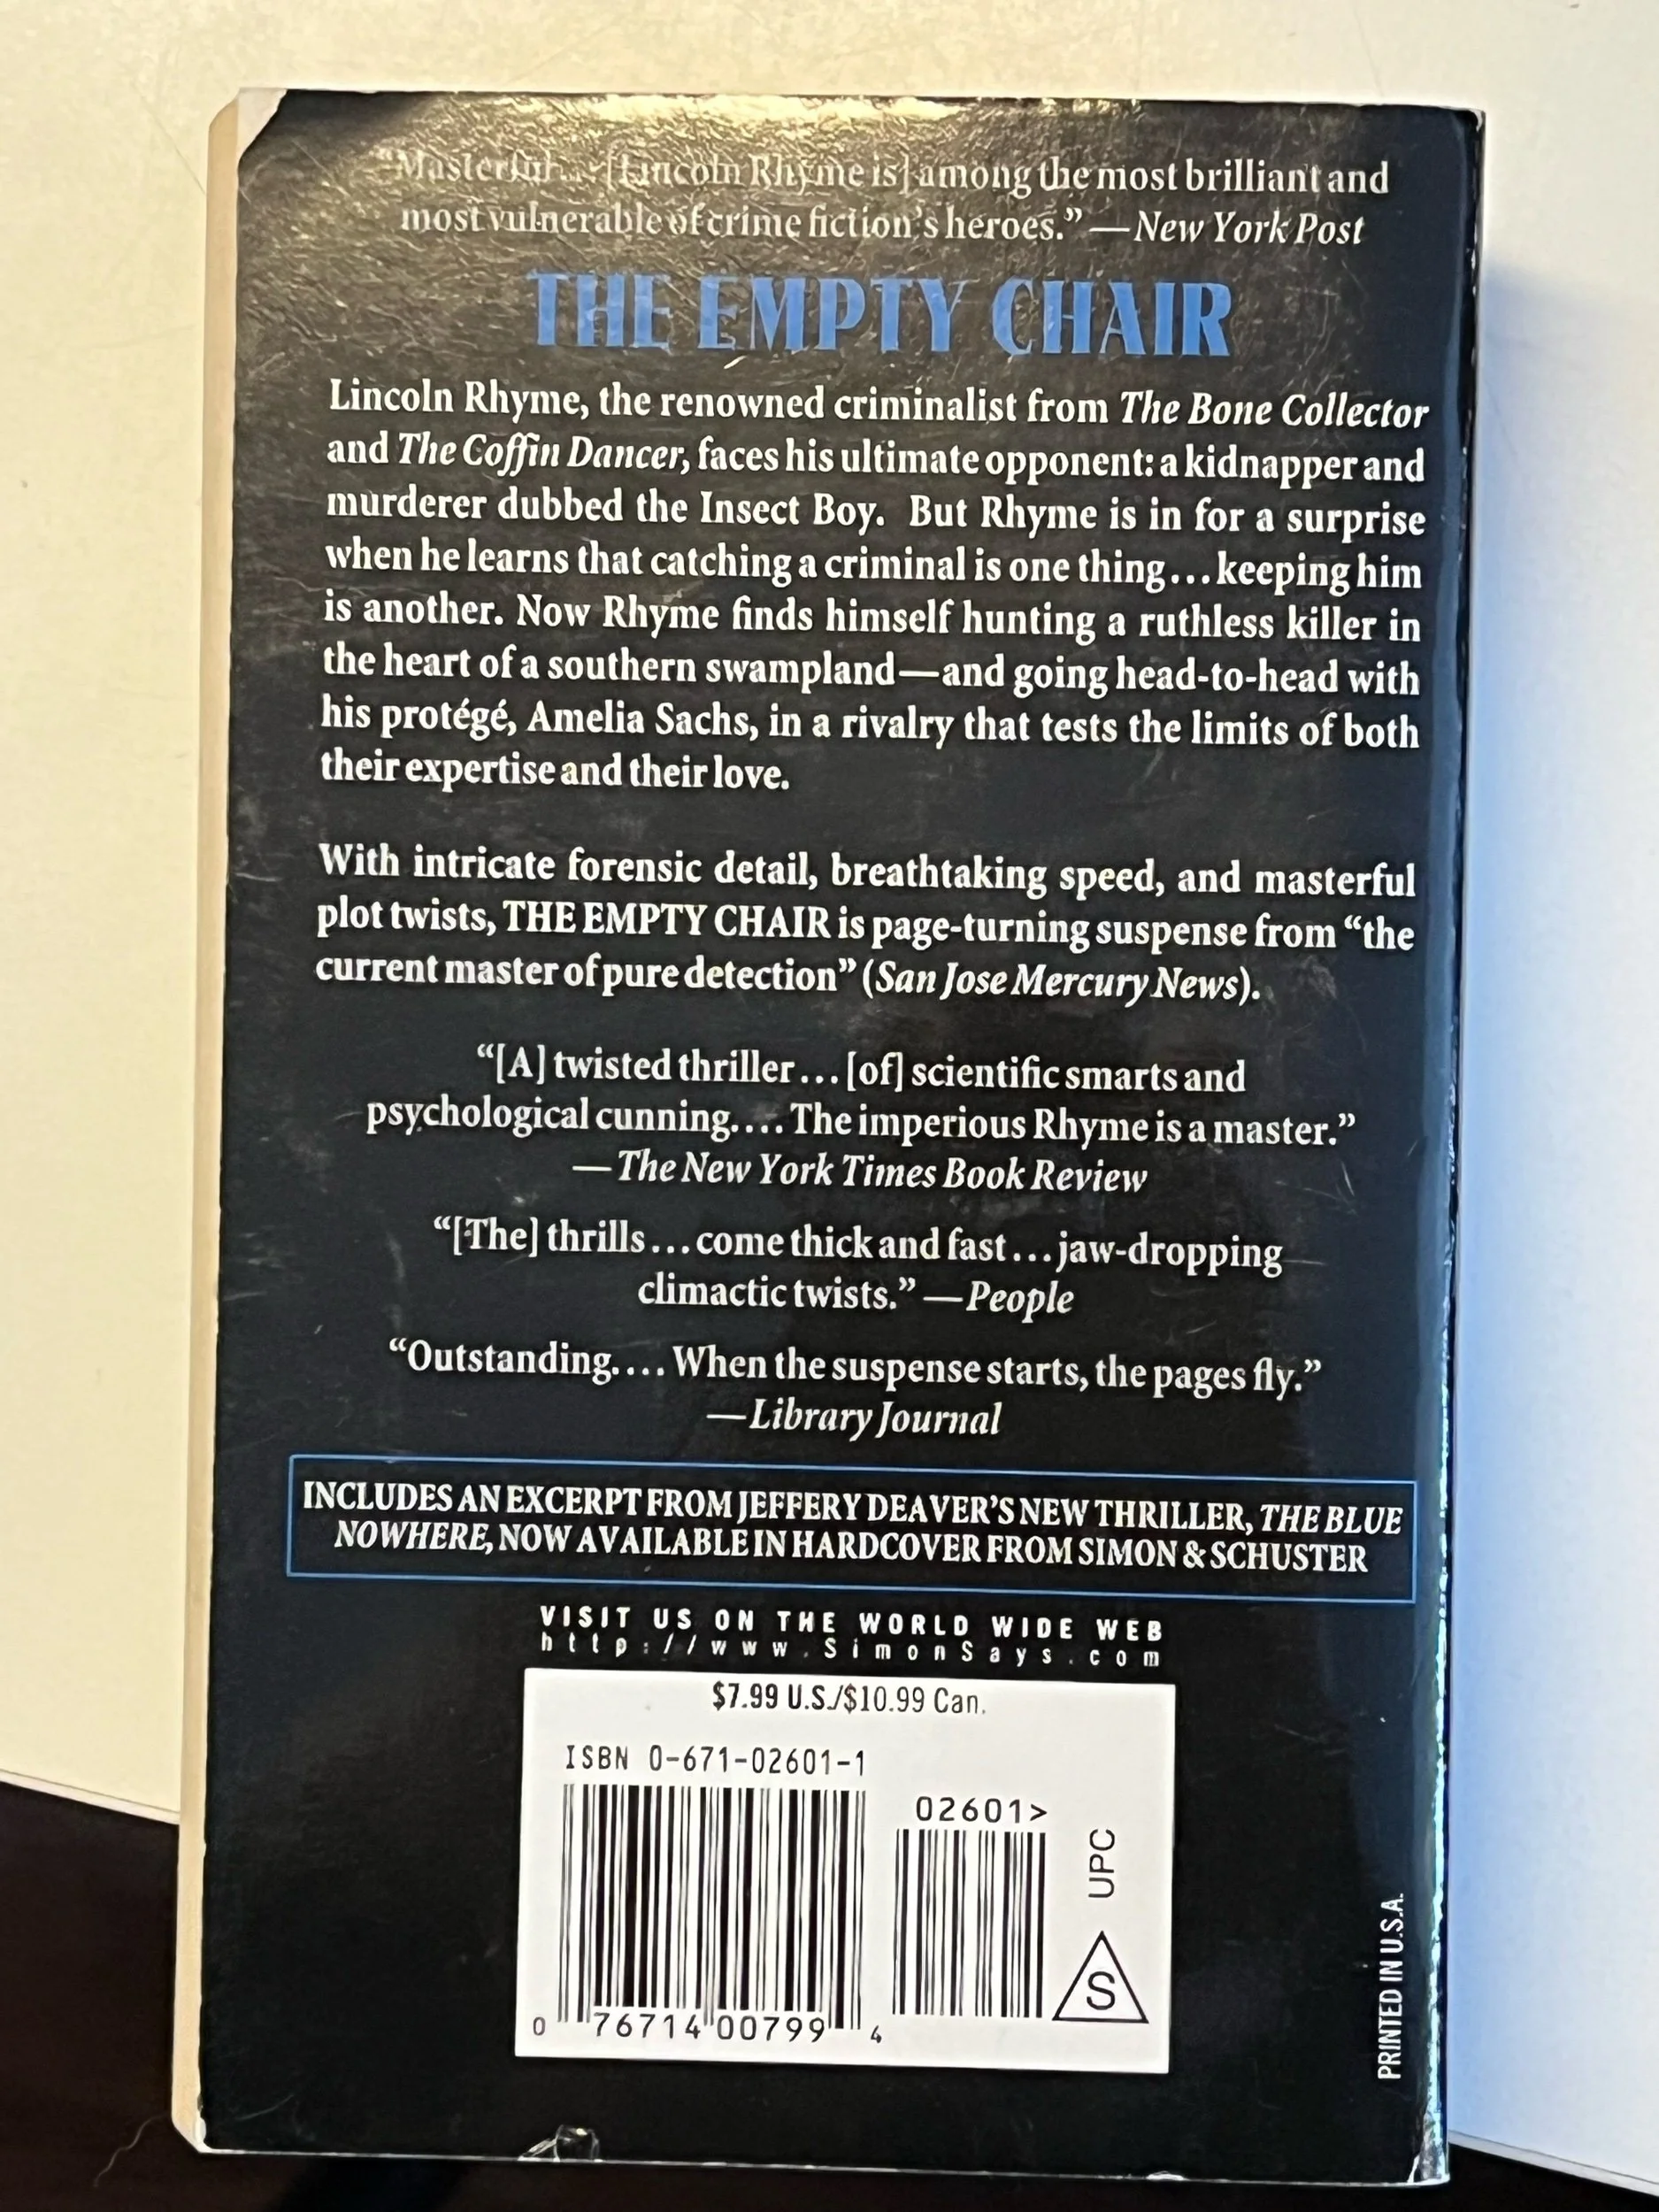 “Masterful.... [Lincoln Rhyme is] among the most brilliant and
most vulnerable of crime fiction’s heroes.” —New York Post
THE EMPTY CHAIR
Lincoln Rhyme, the renowned criminalist from The Bone Collector
and The Coffin Dancer, faces his ultimate opponent: a kidnapper and
murderer dubbed the Insect Boy. But Rhyme is in for a surprise
when he learns that catching a criminal is one thing...keeping him
is another. Now Rhyme finds himself hunting a ruthless killer in
the heart of a southern swampland—and going head-to-head with
his protégé, Amelia Sachs, in a rivalry that tests the limits of both
their expertise and their love.
With intricate forensic detail, breathtaking speed, and masterful
plot twists, THE EMPTY CHAIR is page-turning suspense from “the
current master of pure detection” (San Jose Mercury News).
“[A] twisted thriller... [of] scientific smarts and
psychological cunning.... The imperious Rhyme is a master.”
—The New York Times Book Review
“[The] thrills...come thick and fast...jaw-dropping
climactic twists.” —People
“Outstanding.... When the suspense starts, the pages fly.”
—Library Journal
INCLUDES AN EXCERPT FROM JEFFERY DEAVER’S NEW THRILLER, THE BLUE
NOWHERE, NOW AVAILABLE IN HARDCOVER FROM SIMON & SCHUSTER
VISIT US ON THE WORLD WIDE WEB
http://www.SimonSays.com
$7.99 U.S./$10.99 Can.
ISBN 0-671-02601-1
02601>
UPC
S
0 76714 00799 4
PRINTED IN U.S.A.